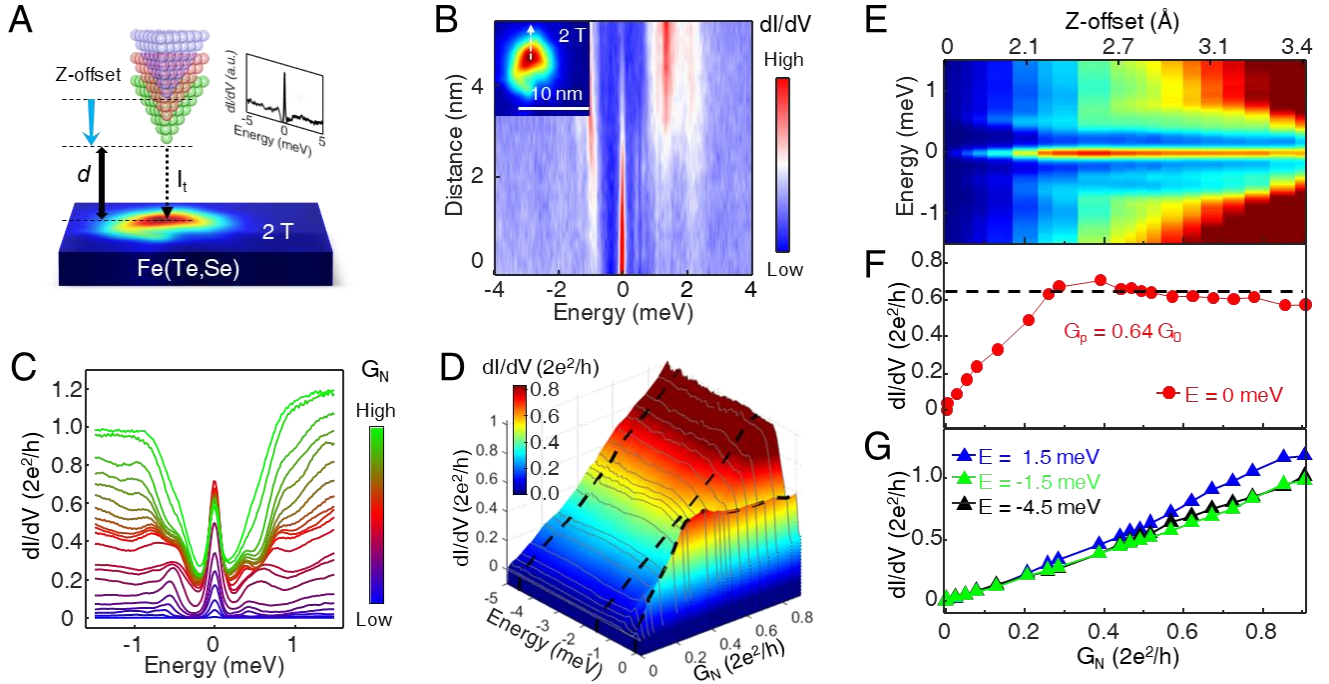 A
Z-offset
dI/dV (a.u.)
-5
0
5
Energy (meV)
d
I_t
2 T
Fe(Te,Se)
B
dI/dV
2 T
10 nm
High
Low
Distance (nm)
4
2
0
-4
-2
0
2
4
Energy (meV)
C
G_N
High
Low
dI/dV (2e²/h)
1.2
1.0
0.8
0.6
0.4
0.2
0
-1
0
1
Energy (meV)
D
dI/dV (2e²/h)
0.8
0.6
0.4
0.2
0.0
dI/dV (2e²/h)
1
0.8
0.6
0.4
0.2
0
-5
-4
-3
-2
-1
0
Energy (meV)
0
0.2
0.4
0.6
0.8
G_N (2e²/h)
E
Z-offset (Å)
0
2.1
2.7
3.1
3.4
Energy (meV)
1
0
-1
F
dI/dV (2e²/h)
0.8
0.6
0.4
0.2
0
G_p = 0.64 G_0
E = 0 meV
G
dI/dV (2e²/h)
1.0
0.5
0
E = 1.5 meV
E = -1.5 meV
E = -4.5 meV
0
0.2
0.4
0.6
0.8
G_N (2e²/h)